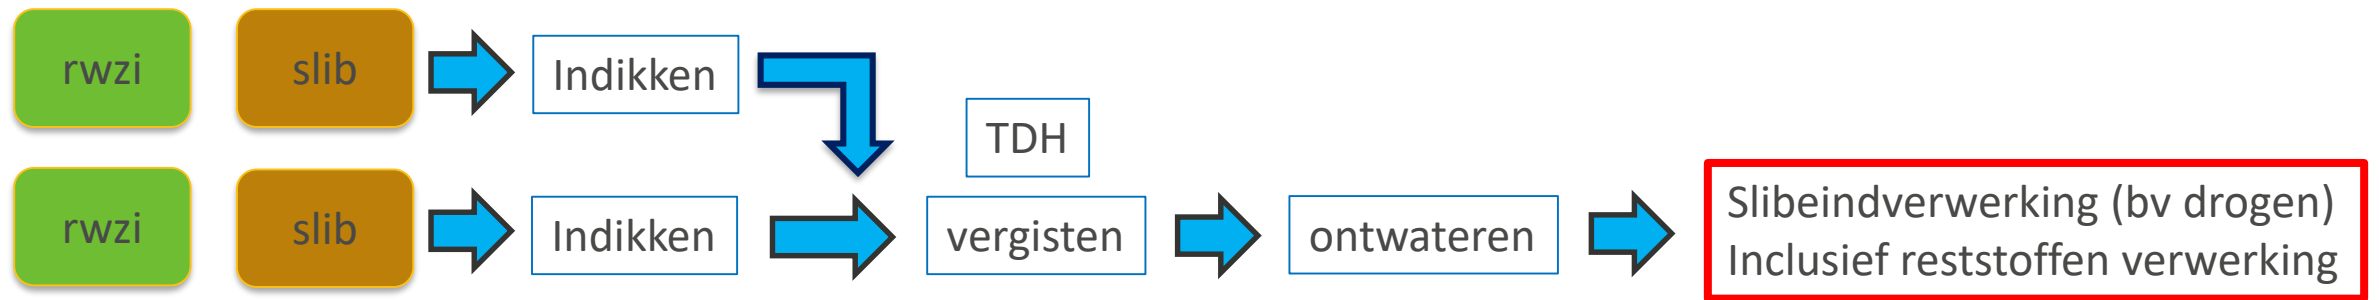 rwzi
slib
Indikken
TDH
rwzi
slib
Indikken
vergisten
ontwateren
Slibeindverwerking (bv drogen)
Inclusief reststoffen verwerking